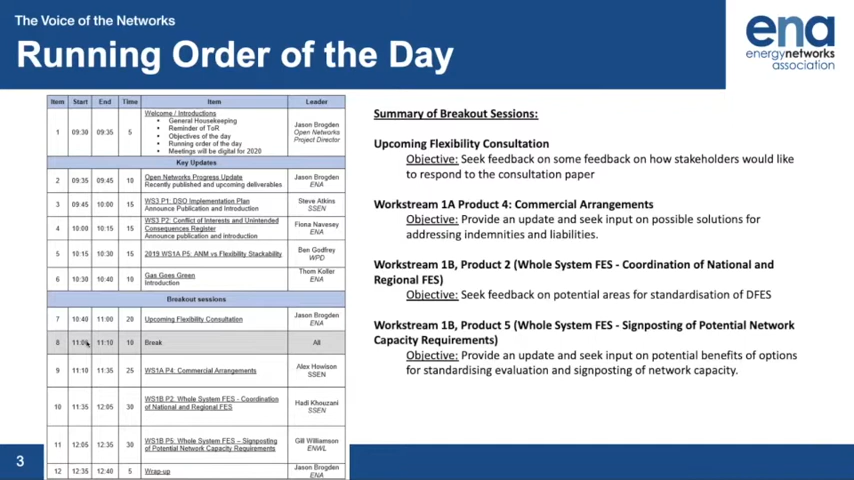 The Voice of the Networks
Running Order of the Day
ena
energynetworks
association
Item Start End Time Item Leader
Welcome / Introductions
• General Housekeeping
• Reminder of ToR
• Objectives of the day
• Running order of the day
• Meetings will be digital for 2020
1 09:30 09:35 5
Jason Brogden
Open Networks
Project Director
Key Updates
2 09:35 09:45 10
Open Networks Progress Update
Recently published and upcoming deliverables
Jason Brogden
ENA
3 09:45 10:00 15
WS3 P1: DSO Implementation Plan
Announce Publication and Introduction
Steve Atkins
SSEN
4 10:00 10:15 15
WS3 P2: Conflict of Interests and Unintended
Consequences Register
Announce publication and introduction
Fiona Navesey
ENA
5 10:15 10:30 15
2019 WS1A P5: ANM vs Flexibility Stackability
Ben Godfrey
WPD
6 10:30 10:40 10
Gas Goes Green
Introduction
Thom Koller
ENA
Breakout sessions
7 10:40 11:00 20
Upcoming Flexibility Consultation
Jason Brogden
ENA
8 11:00 11:10 10 Break All
9 11:10 11:35 25
WS1A P4: Commercial Arrangements
Alex Howison
SSEN
10 11:35 12:05 30
WS1B P2: Whole System FES - Coordination
of National and Regional FES
Hadi Khouzani
SSEN
11 12:05 12:35 30
WS1B P5: Whole System FES – Signposting
of Potential Network Capacity Requirements
Gill Williamson
ENWL
12 12:35 12:40 5 Wrap-up
Jason Brogden
ENA
Summary of Breakout Sessions:
Upcoming Flexibility Consultation
Objective: Seek feedback on some feedback on how stakeholders would like
to respond to the consultation paper
Workstream 1A Product 4: Commercial Arrangements
Objective: Provide an update and seek input on possible solutions for
addressing indemnities and liabilities.
Workstream 1B, Product 2 (Whole System FES - Coordination of National and
Regional FES)
Objective: Seek feedback on potential areas for standardisation of DFES
Workstream 1B, Product 5 (Whole System FES - Signposting of Potential Network
Capacity Requirements)
Objective: Provide an update and seek input on potential benefits of options
for standardising evaluation and signposting of network capacity.
3